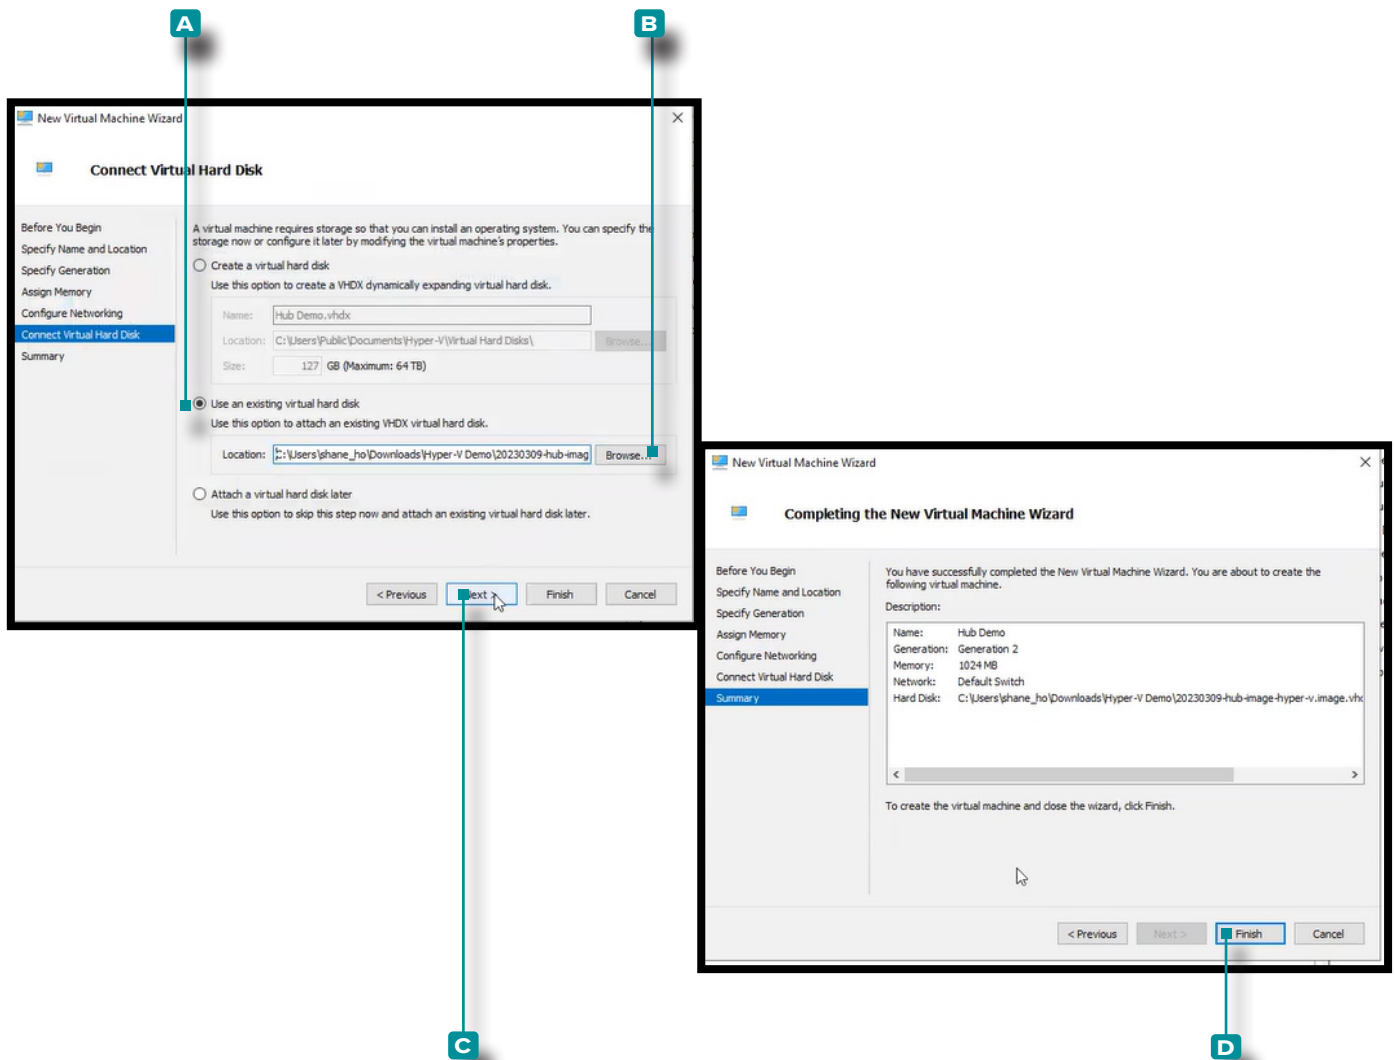 A
B
New Virtual Machine Wizard
Connect Virtual Hard Disk
Before You Begin
Specify Name and Location
Specify Generation
Assign Memory
Configure Networking
Connect Virtual Hard Disk
Summary
A virtual machine requires storage so that you can install an operating system. You can specify the
storage now or configure it later by modifying the virtual machine's properties.
Create a virtual hard disk
Use this option to create a VHDX dynamically expanding virtual hard disk.
Name: Hub Demo.vhdx
Location: C:\Users\Public\Documents\Hyper-V\Virtual Hard Disks\ Browse...
Size: 127 GB (Maximum: 64 TB)
Use an existing virtual hard disk
Use this option to attach an existing VHDX virtual hard disk.
Location: C:\Users\shane_ho\Downloads\Hyper-V Demo\20230309-hub-imag Browse...
Attach a virtual hard disk later
Use this option to skip this step now and attach an existing virtual hard disk later.
< Previous Next > Finish Cancel
New Virtual Machine Wizard
Completing the New Virtual Machine Wizard
Before You Begin
Specify Name and Location
Specify Generation
Assign Memory
Configure Networking
Connect Virtual Hard Disk
Summary
You have successfully completed the New Virtual Machine Wizard. You are about to create the
following virtual machine.
Description:
Name: Hub Demo
Generation: Generation 2
Memory: 1024 MB
Network: Default Switch
Hard Disk: C:\Users\shane_ho\Downloads\Hyper-V Demo\20230309-hub-image-hyper-v.image.vhd
To create the virtual machine and close the wizard, click Finish.
< Previous Next > Finish Cancel
C
D